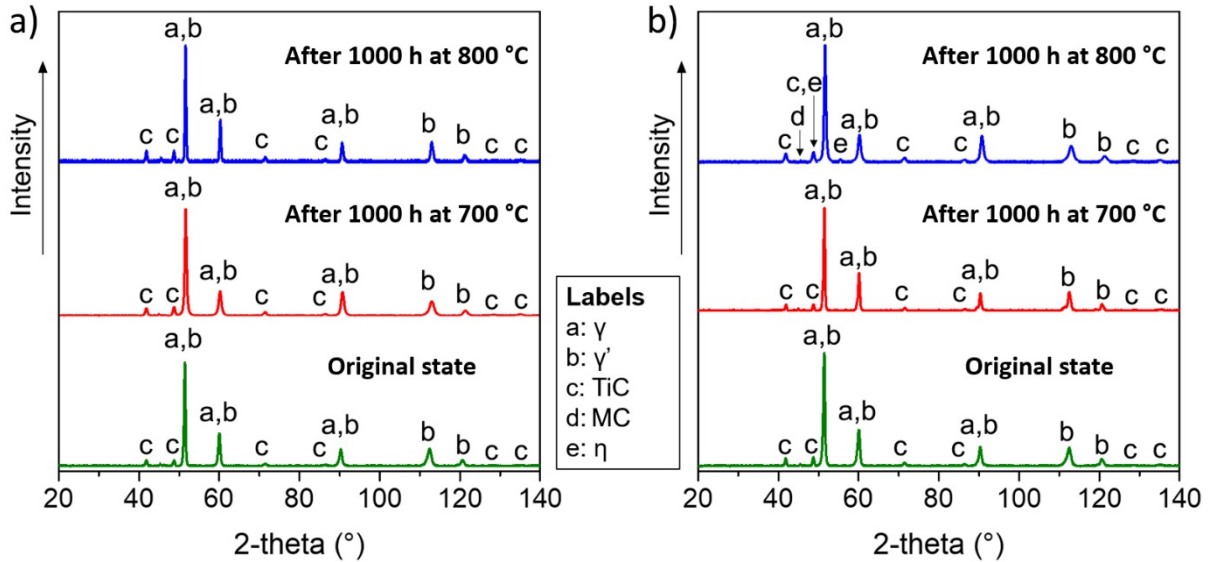 a)
Intensity
After 1000 h at 800 °C
a,b
c c a,b c c a,b b b c c
After 1000 h at 700 °C
a,b
c c a,b c c a,b b b c c
Original state
a,b
c c a,b c c a,b b b c c
20 40 60 80 100 120 140
2-theta (°)
Labels
a: γ
b: γ'
c: TiC
d: MC
e: η
b)
Intensity
After 1000 h at 800 °C
a,b
c d c,e e a,b c c a,b b b c c
After 1000 h at 700 °C
a,b
c c a,b c c a,b b b c c
Original state
a,b
c c a,b c c a,b b b c c
20 40 60 80 100 120 140
2-theta (°)